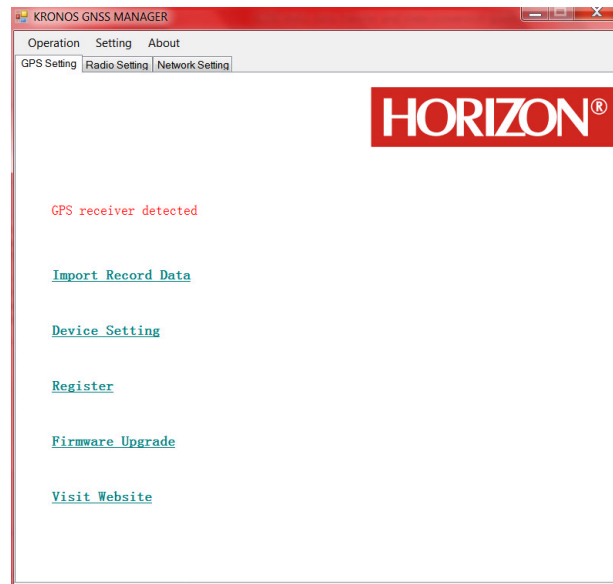 KRONOS GNSS MANAGER
Operation Setting About
GPS Setting Radio Setting Network Setting
HORIZON®
GPS receiver detected
Import Record Data
Device Setting
Register
Firmware Upgrade
Visit Website